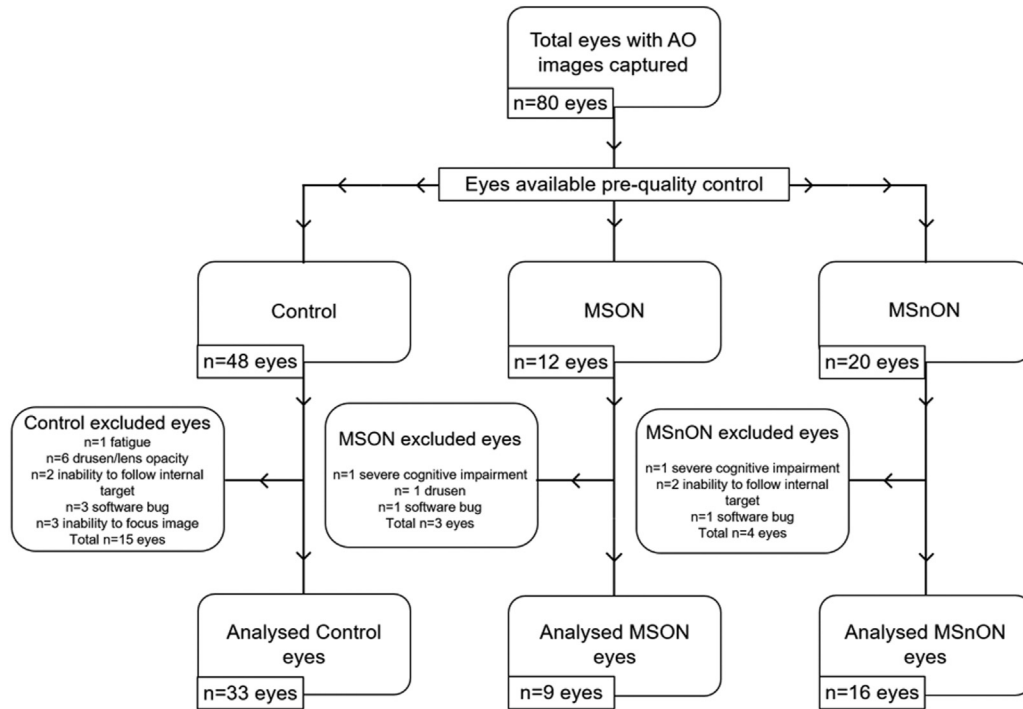 Total eyes with AO
images captured
n=80 eyes
Eyes available pre-quality control
Control
n=48 eyes
MSON
n=12 eyes
MSnON
n=20 eyes
Control excluded eyes
n=1 fatigue
n=6 drusen/lens opacity
n=2 inability to follow internal
target
n=3 software bug
n=3 inability to focus image
Total n=15 eyes
MSON excluded eyes
n=1 severe cognitive impairment
n= 1 drusen
n=1 software bug
Total n=3 eyes
MSnON excluded eyes
n=1 severe cognitive impairment
n=2 inability to follow internal
target
n=1 software bug
Total n=4 eyes
Analysed Control
eyes
n=33 eyes
Analysed MSON
eyes
n=9 eyes
Analysed MSnON
eyes
n=16 eyes